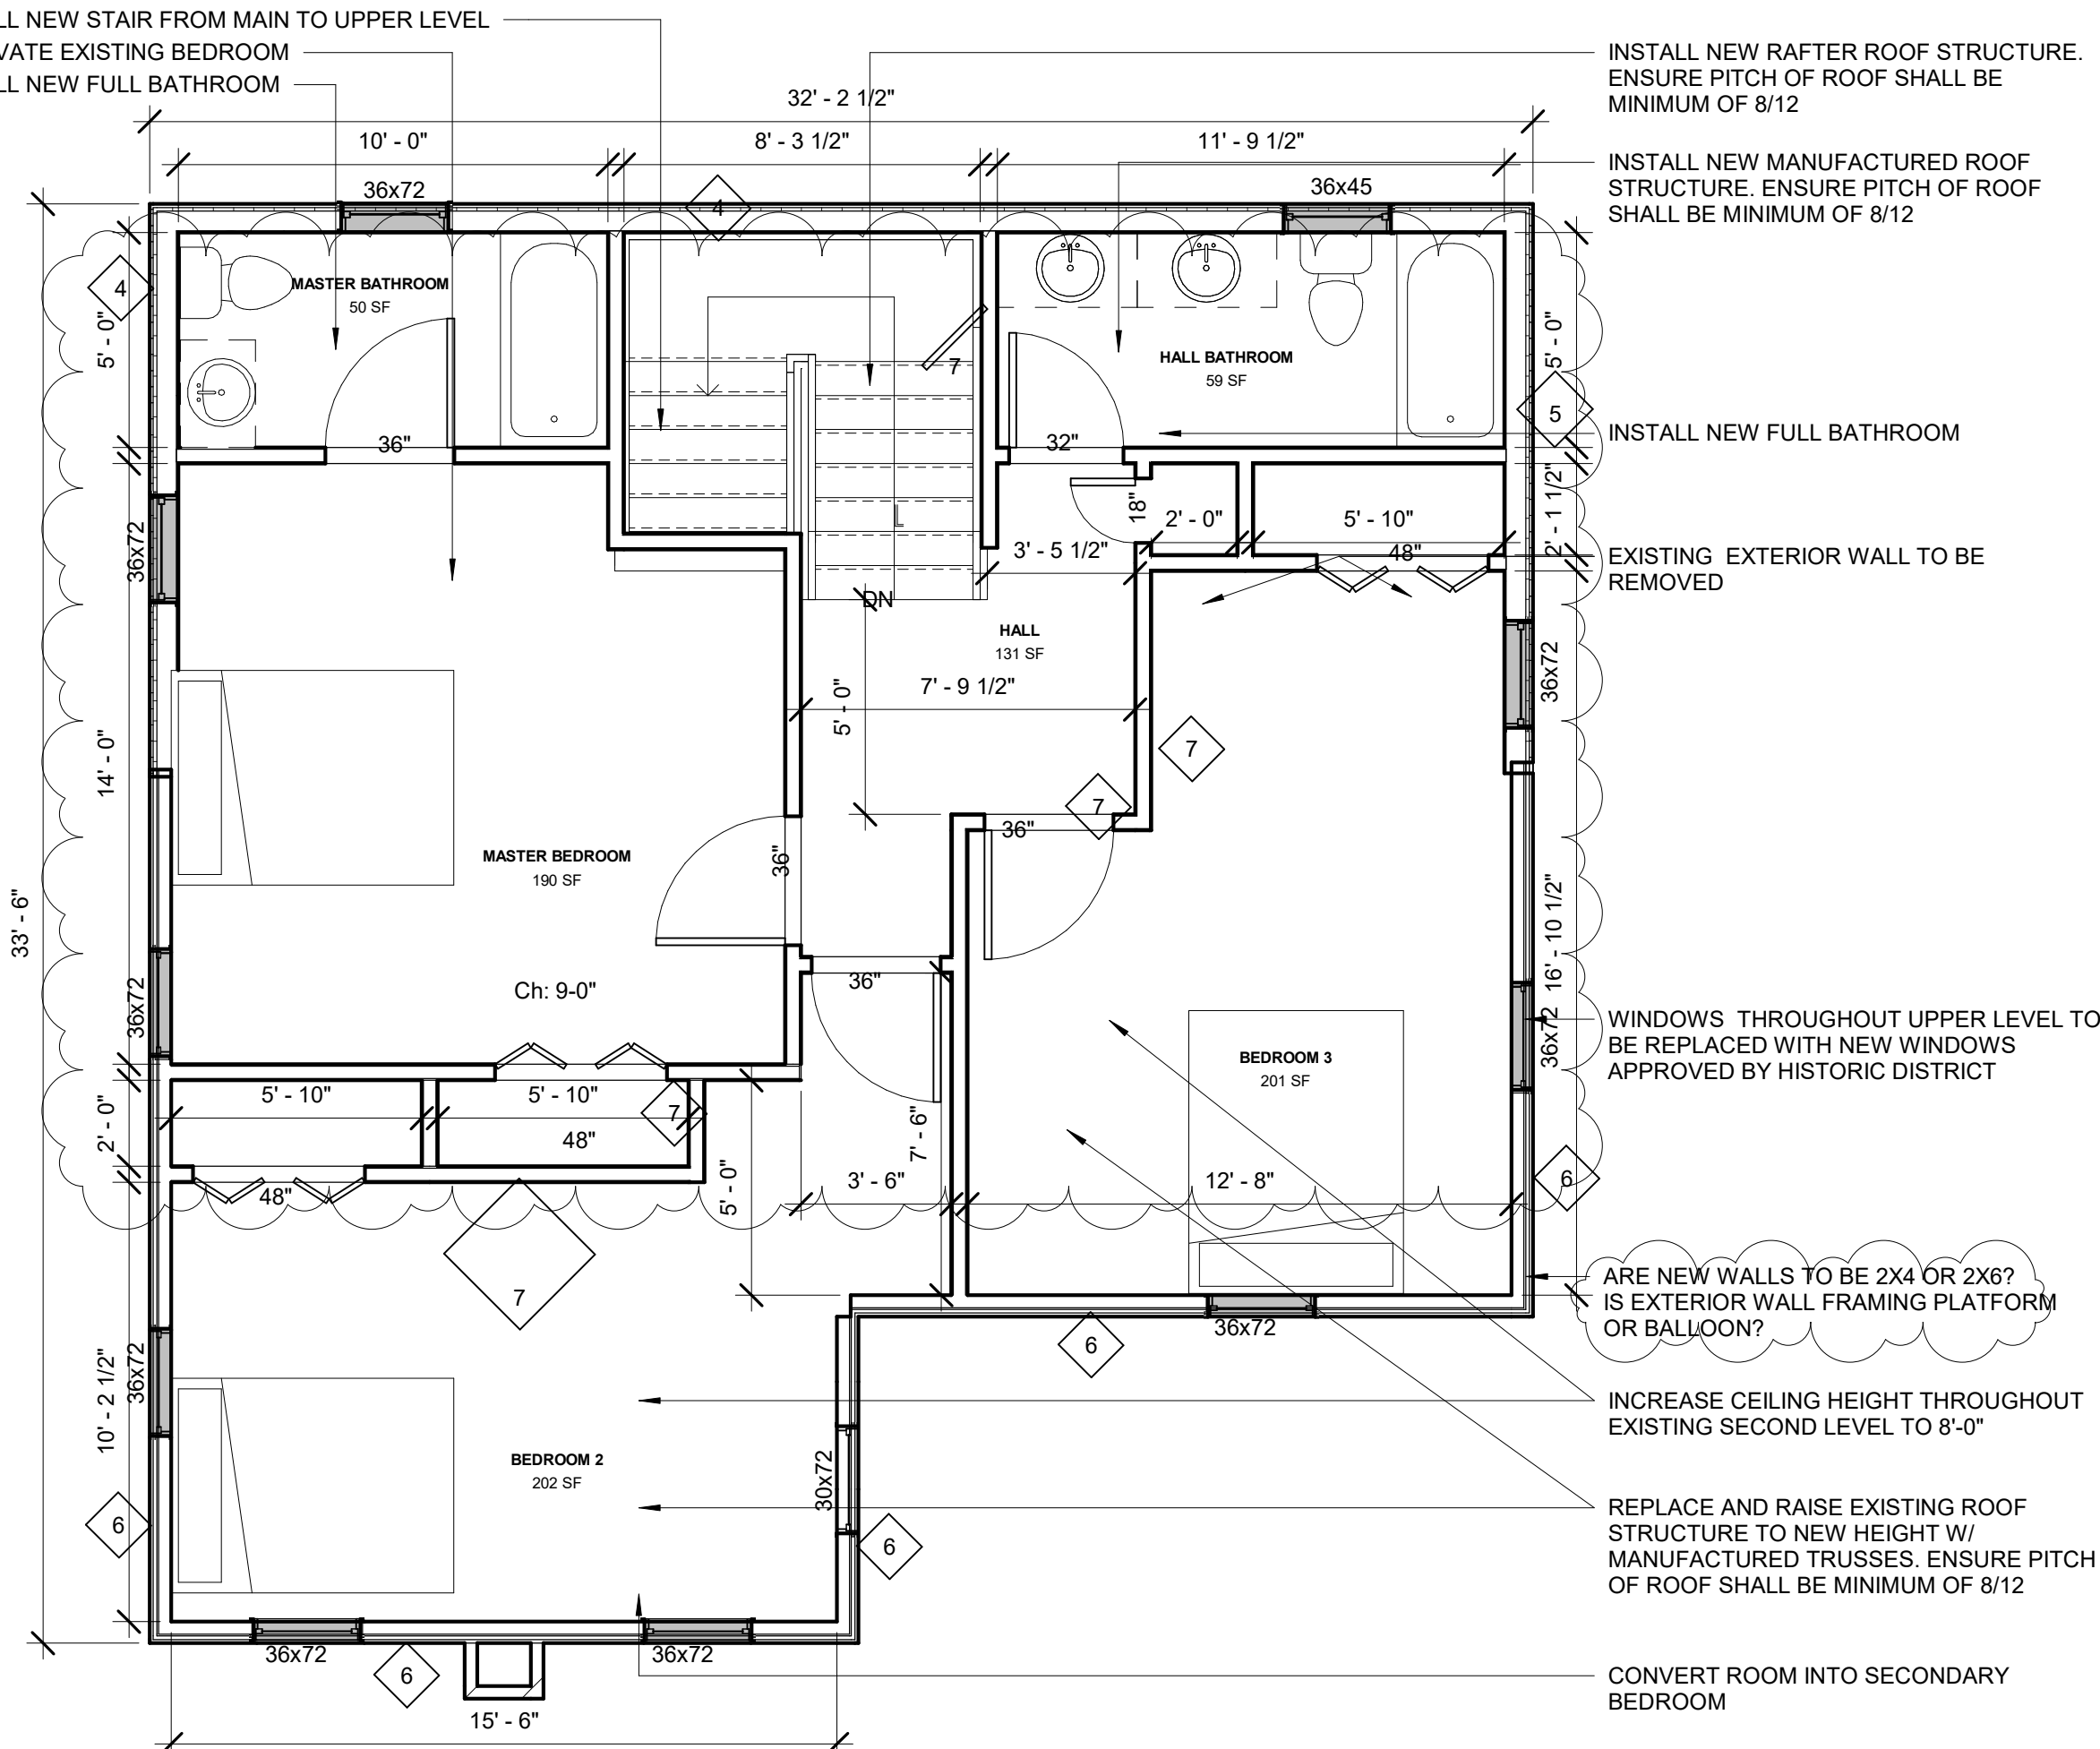 LL NEW STAIR FROM MAIN TO UPPER LEVEL
VATE EXISTING BEDROOM
LL NEW FULL BATHROOM
INSTALL NEW RAFTER ROOF STRUCTURE.
ENSURE PITCH OF ROOF SHALL BE
MINIMUM OF 8/12
32' - 2 1/2"
10' - 0"
8' - 3 1/2"
11' - 9 1/2"
INSTALL NEW MANUFACTURED ROOF
STRUCTURE. ENSURE PITCH OF ROOF
SHALL BE MINIMUM OF 8/12
36x72
4
36x45
4
MASTER BATHROOM
50 SF
5' - 0"
7
HALL BATHROOM
59 SF
5' - 0"
5
INSTALL NEW FULL BATHROOM
36"
32"
36x72
18"
2' - 0"
5' - 10"
2' - 1 1/2"
L
3' - 5 1/2"
48"
EXISTING EXTERIOR WALL TO BE
REMOVED
DN
HALL
131 SF
7' - 9 1/2"
5' - 0"
36x72
14' - 0"
7
7
36"
MASTER BEDROOM
190 SF
36"
33' - 6"
16' - 10 1/2"
36x72
Ch: 9-0"
36"
36x72
WINDOWS THROUGHOUT UPPER LEVEL TO
BE REPLACED WITH NEW WINDOWS
APPROVED BY HISTORIC DISTRICT
BEDROOM 3
201 SF
2' - 0"
5' - 10"
5' - 10"
7
48"
7' - 6"
48"
5' - 0"
3' - 6"
12' - 8"
6
7
ARE NEW WALLS TO BE 2X4 OR 2X6?
IS EXTERIOR WALL FRAMING PLATFORM
OR BALLOON?
36x72
6
10' - 2 1/2"
36x72
INCREASE CEILING HEIGHT THROUGHOUT
EXISTING SECOND LEVEL TO 8'-0"
BEDROOM 2
202 SF
30x72
6
6
REPLACE AND RAISE EXISTING ROOF
STRUCTURE TO NEW HEIGHT W/
MANUFACTURED TRUSSES. ENSURE PITCH
OF ROOF SHALL BE MINIMUM OF 8/12
36x72
6
36x72
CONVERT ROOM INTO SECONDARY
BEDROOM
15' - 6"